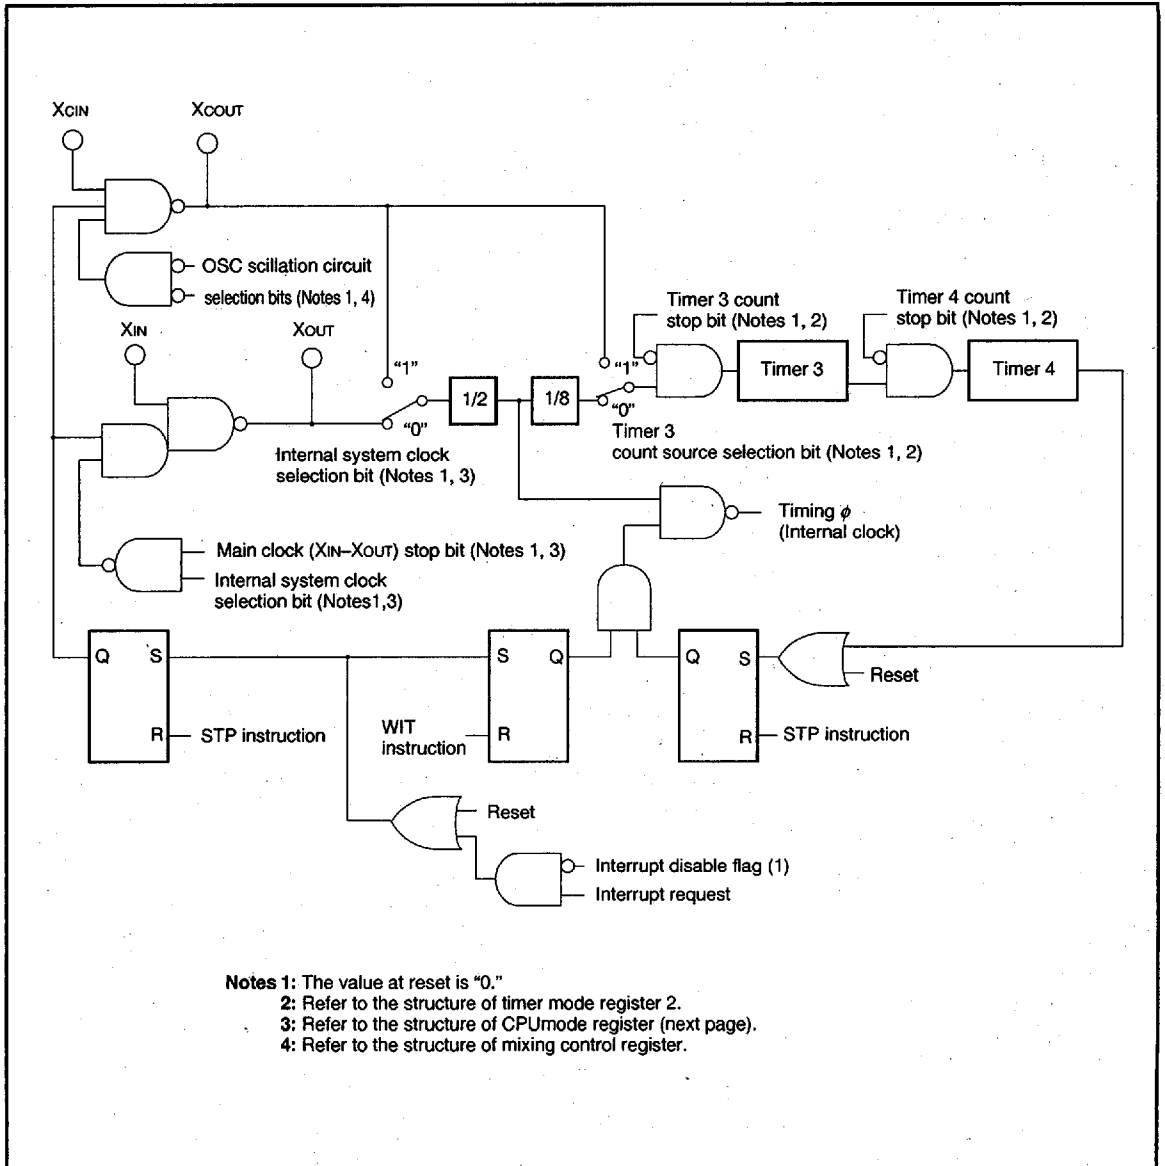 XCIN
XCOUT
OSC scillation circuit
selection bits (Notes 1, 4)
XIN
XOUT
"1"
"0"
Internal system clock
selection bit (Notes 1, 3)
1/2
1/8
"1"
"0"
Timer 3
count source selection bit (Notes 1, 2)
Timer 3 count
stop bit (Notes 1, 2)
Timer 3
Timer 4 count
stop bit (Notes 1, 2)
Timer 4
Timing ϕ
(Internal clock)
Main clock (XIN–XOUT) stop bit (Notes 1, 3)
Internal system clock
selection bit (Notes1,3)
Q S
R
STP instruction
S Q
R
WIT
instruction
Q S
R
STP instruction
Reset
Reset
Interrupt disable flag (1)
Interrupt request
Notes 1: The value at reset is “0.”
2: Refer to the structure of timer mode register 2.
3: Refer to the structure of CPUmode register (next page).
4: Refer to the structure of mixing control register.